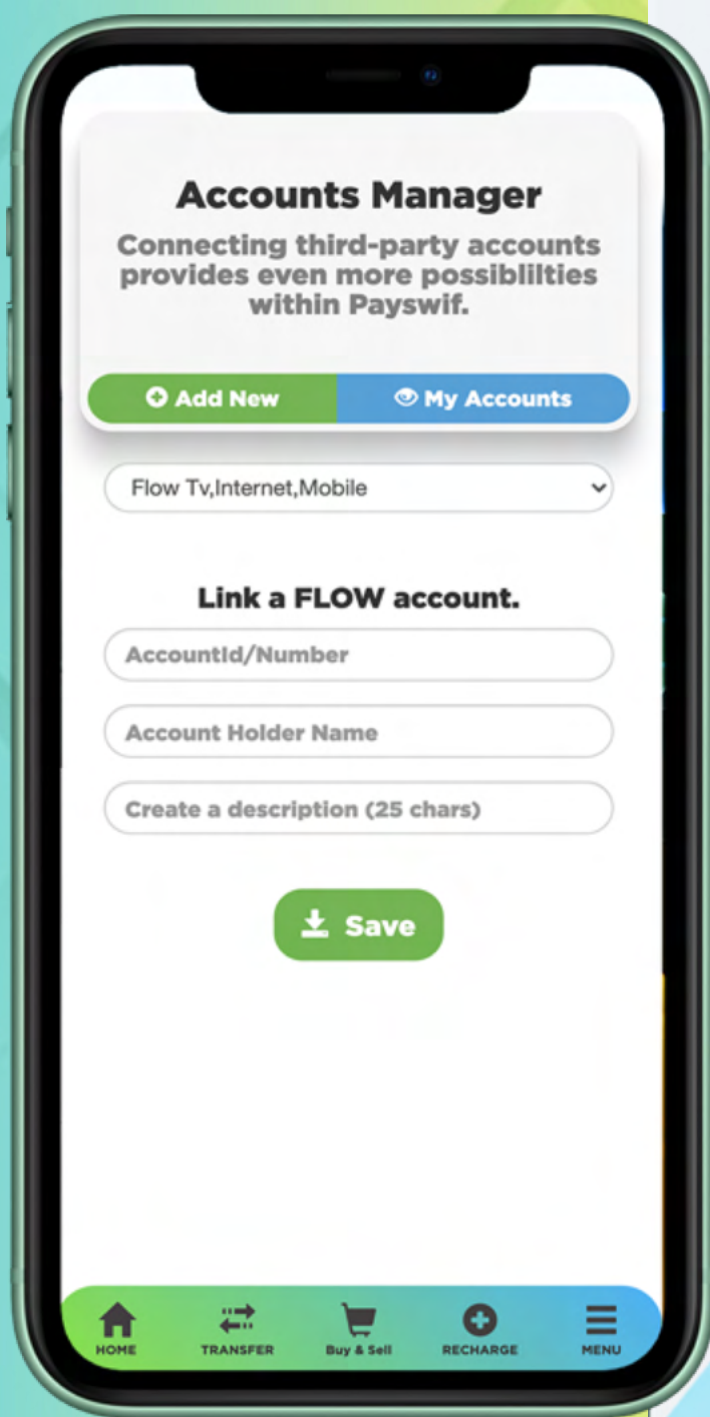 Accounts Manager
Connecting third-party accounts
provides even more possiblilties
within Payswif.
Add New
My Accounts
Flow Tv,Internet,Mobile
Link a FLOW account.
AccountId/Number
Account Holder Name
Create a description (25 chars)
Save
HOME
TRANSFER
Buy & Sell
RECHARGE
MENU